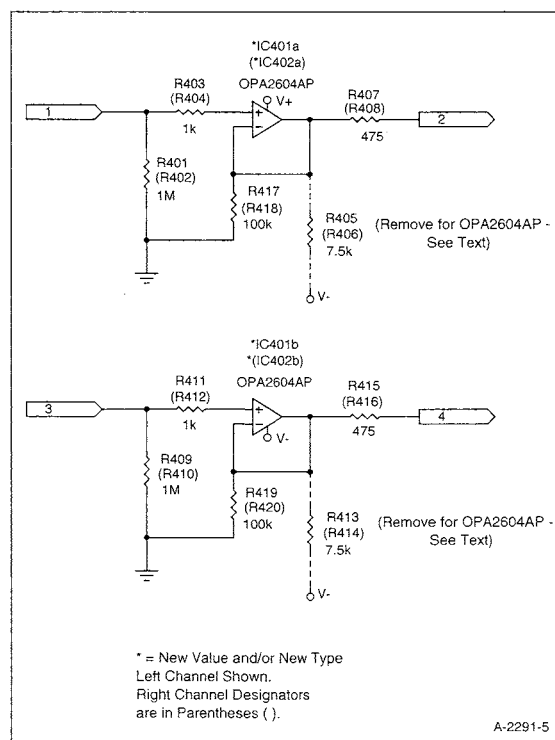 *IC401a
(*IC402a)
OPA2604AP
V+
R403
(R404)
1k
R407
(R408)
475
1
2
+
−
R401
(R402)
1M
R417
(R418)
100k
R405
(R406)
7.5k
(Remove for OPA2604AP -
See Text)
V-
*IC401b
*(IC402b)
OPA2604AP
R411
(R412)
1k
R415
(R416)
475
3
4
+
−
V-
R409
(R410)
1M
R419
(R420)
100k
R413
(R414)
7.5k
(Remove for OPA2604AP -
See Text)
V-
* = New Value and/or New Type
Left Channel Shown.
Right Channel Designators
are in Parentheses ( ).
A-2291-5